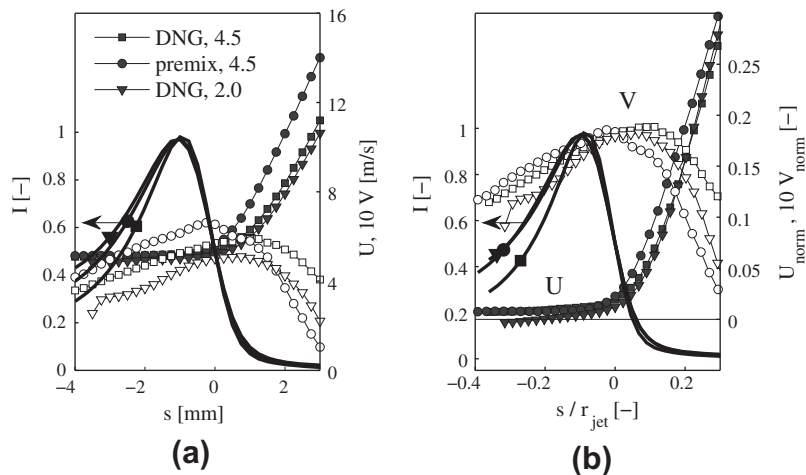 DNG, 4.5
premix, 4.5
DNG, 2.0
1
0.8
0.6
0.4
0.2
0
I [-]
16
12
8
4
0
U, 10 V [m/s]
−4
−2
0
2
s [mm]
(a)
V
U
1
0.8
0.6
0.4
0.2
0
I [-]
0.25
0.2
0.15
0.1
0.05
0
U norm , 10 V norm [-]
−0.4
−0.2
0
0.2
s / r jet [-]
(b)